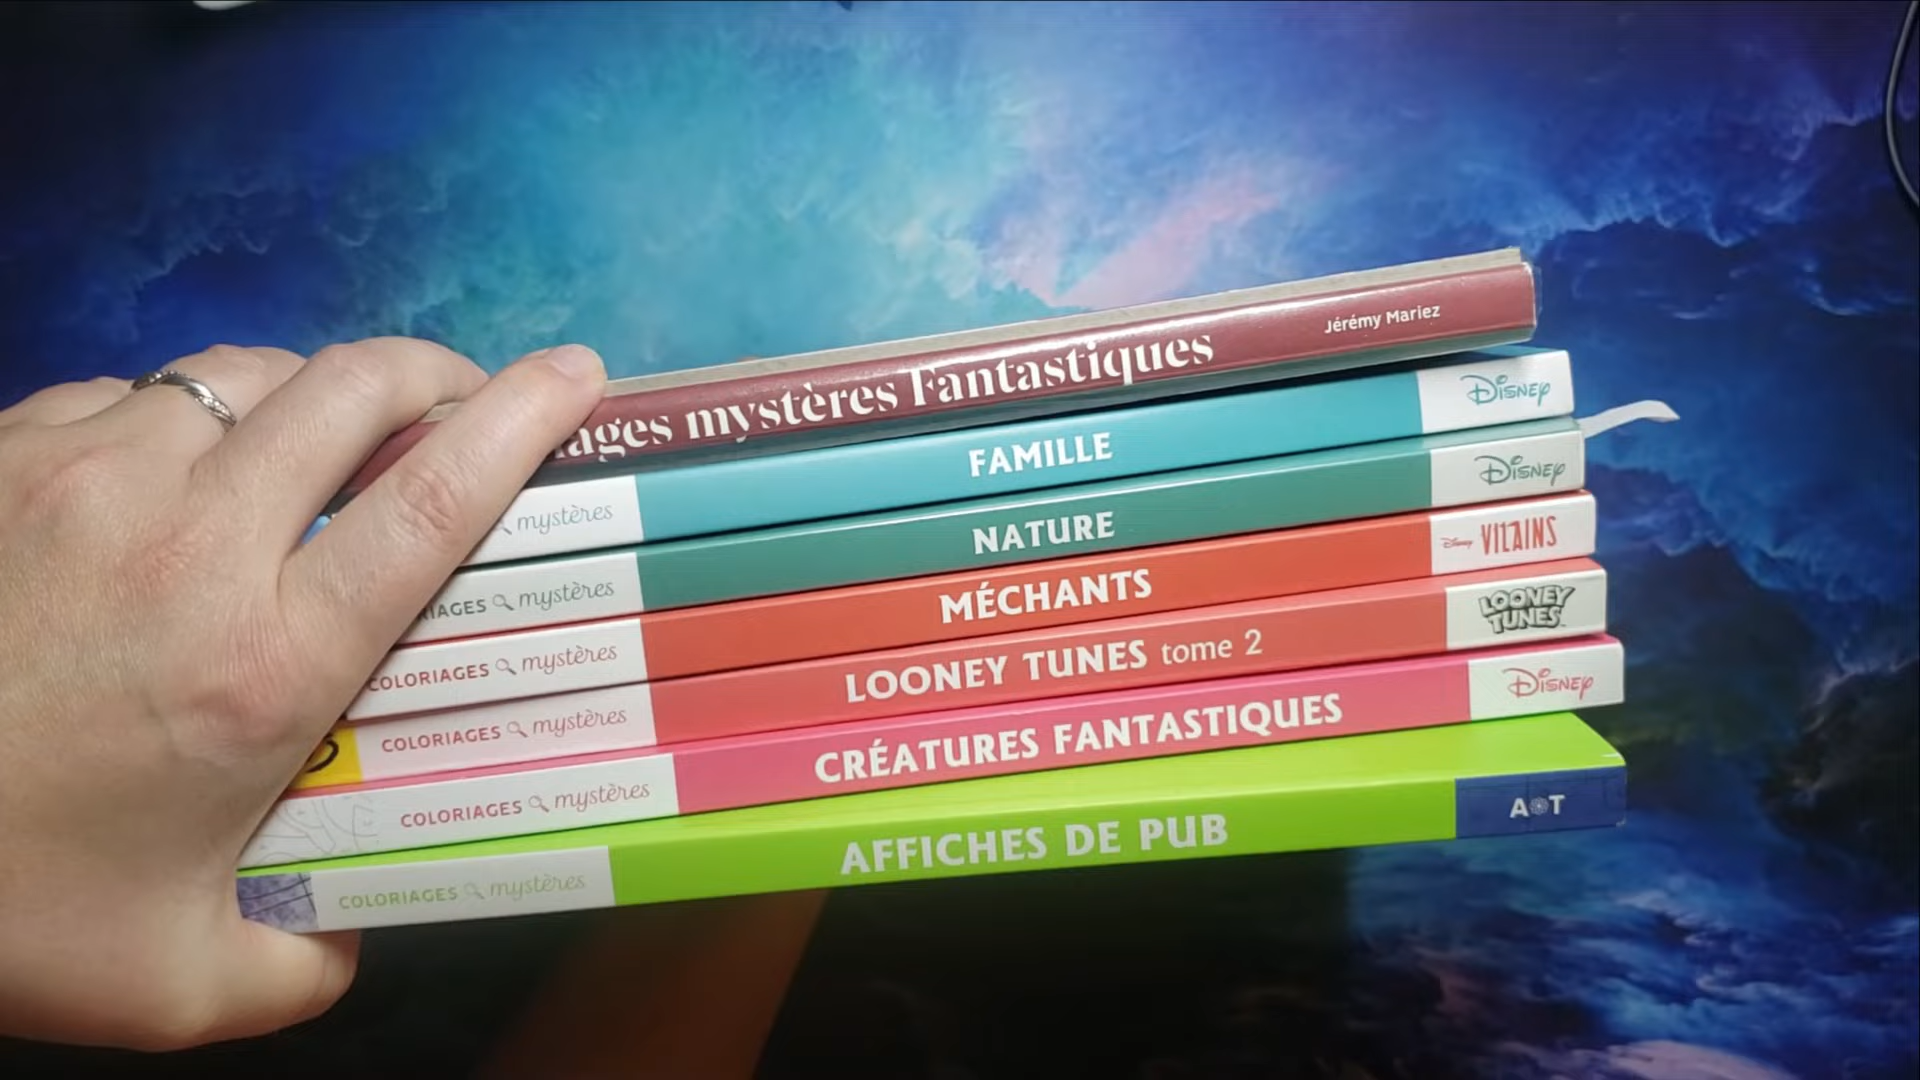 ages mystères Fantastiques Jérémy Mariez
mystères FAMILLE Disney
IAGES mystères NATURE Disney
COLORIAGES mystères MÉCHANTS Disney VILAINS
COLORIAGES mystères LOONEY TUNES tome 2 LOONEY TUNES
COLORIAGES mystères CRÉATURES FANTASTIQUES Disney
COLORIAGES mystères AFFICHES DE PUB A T